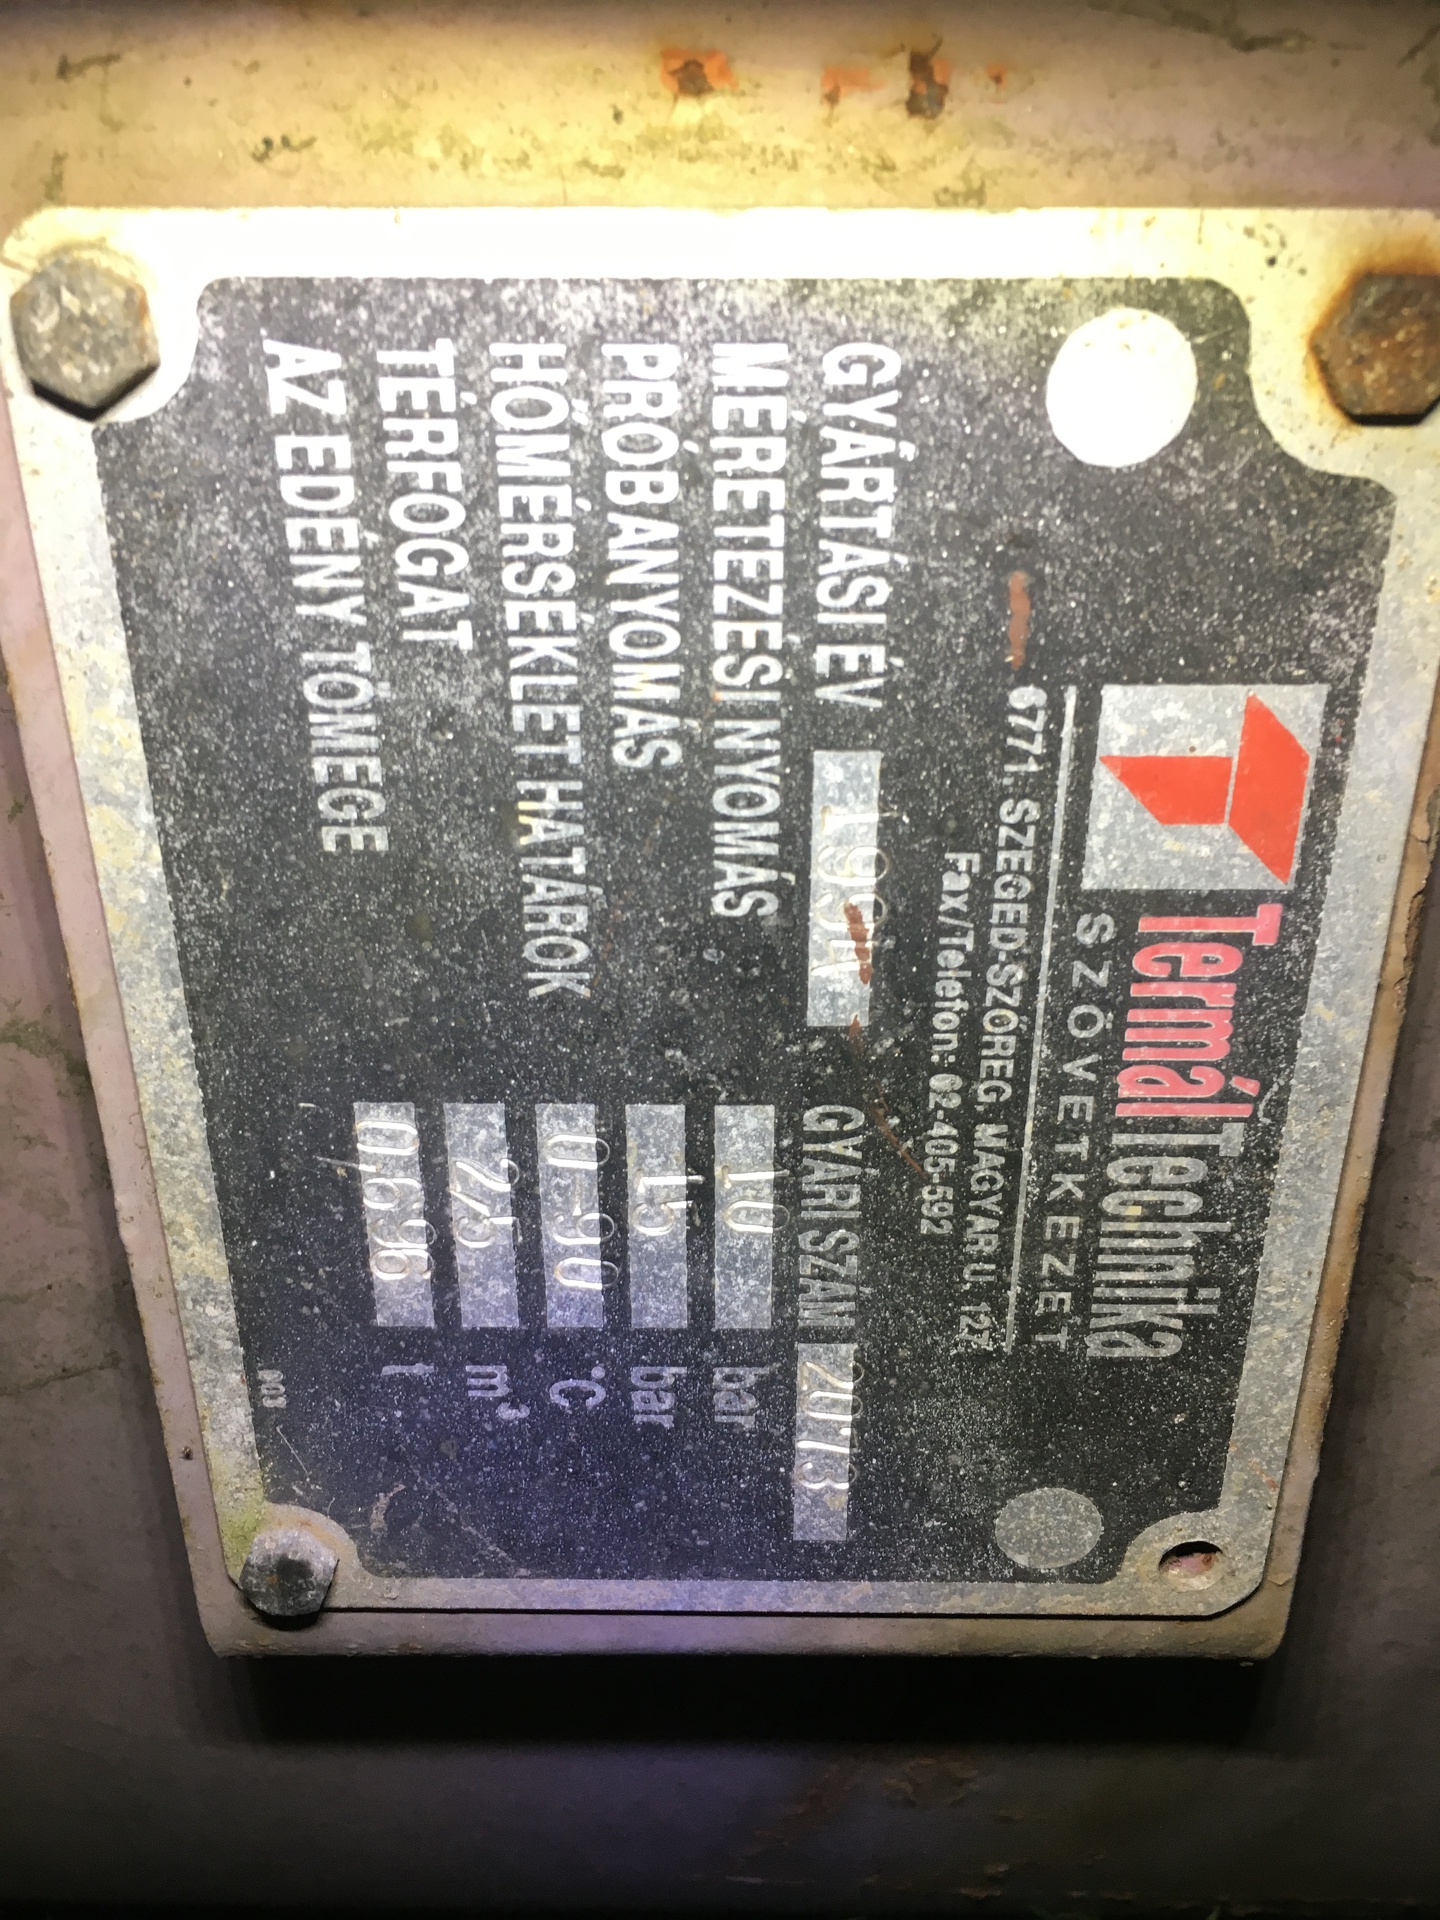 TermálTechnika
SZÖVETKEZET
6771. SZEGED-SZŐREG, MAGYAR U. 127.
Fax/Telefon: 62-405-592
GYÁRTÁSI ÉV GYÁRI SZÁM 2073
MÉRETEZÉSI NYOMÁS 10 bar
PRÓBANYOMÁS 15 bar
HŐMÉRSÉKLET HATÁROK 0-90 °C
TÉRFOGAT 2,5 m³
AZ EDÉNY TÖMEGE 0,696 t